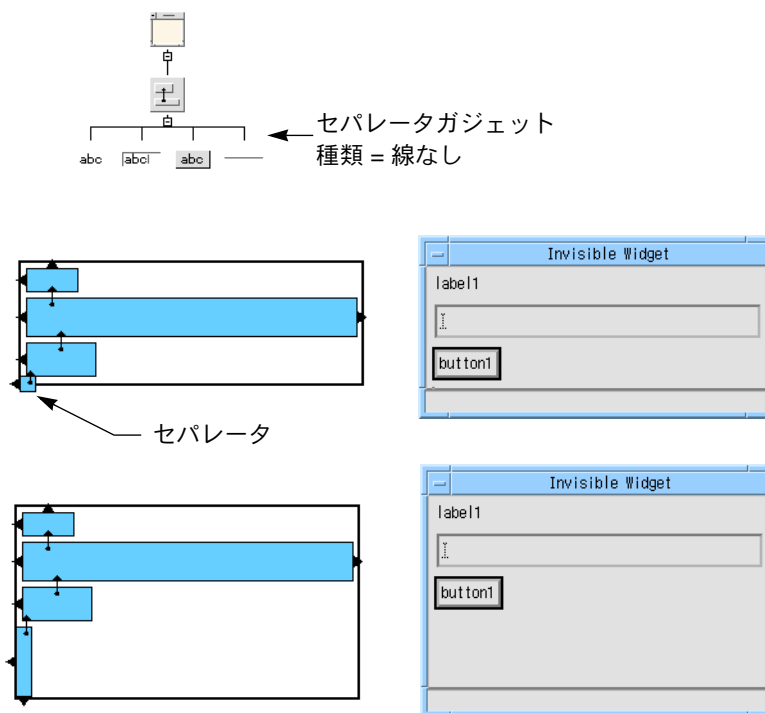 セパレータガジェット
種類 = 線なし
abc abcl abc
Invisible Widget
label1
button1
セパレータ
Invisible Widget
label1
button1